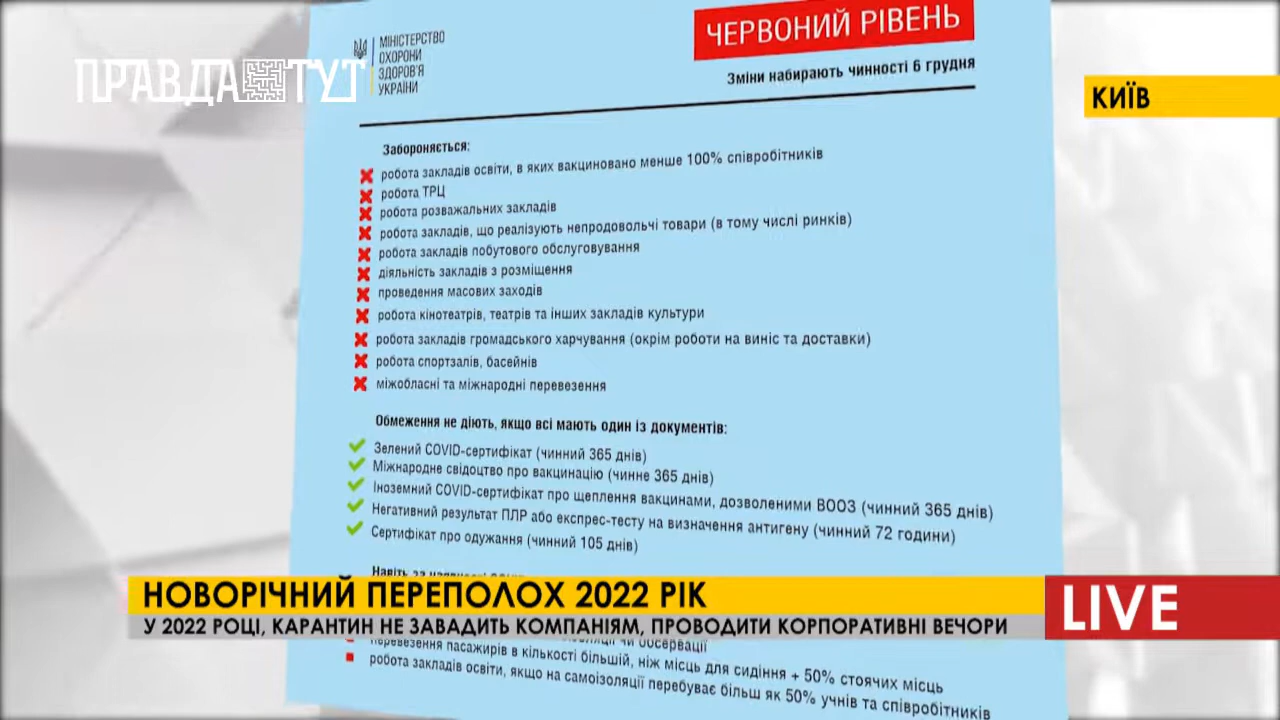 ПРАВДА ТУТ
МІНІСТЕРСТВО
ОХОРОНИ
ЗДОРОВ'Я
УКРАЇНИ
ЧЕРВОНИЙ РІВЕНЬ
Зміни набирають чинності 6 грудня
КИЇВ
Забороняється:
робота закладів освіти, в яких вакциновано менше 100% співробітників
робота ТРЦ
робота розважальних закладів
робота закладів, що реалізують непродовольчі товари (в тому числі ринків)
робота закладів побутового обслуговування
діяльність закладів з розміщення
проведення масових заходів
робота кінотеатрів, театрів та інших закладів культури
робота закладів громадського харчування (окрім роботи на виніс та доставки)
робота спортзалів, басейнів
міжобласні та міжнародні перевезення
Обмеження не діють, якщо всі мають один із документів:
Зелений COVID-сертифікат (чинний 365 днів)
Міжнародне свідоцтво про вакцинацію (чинне 365 днів)
Іноземний COVID-сертифікат про щеплення вакцинами, дозволеними ВООЗ (чинний 365 днів)
Негативний результат ПЛР або експрес-тесту на визначення антигену (чинний 72 години)
Сертифікат про одужання (чинний 105 днів)
Навіть за
НОВОРІЧНИЙ ПЕРЕПОЛОХ 2022 РІК
LIVE
У 2022 РОЦІ, КАРАНТИН НЕ ЗАВАДИТЬ КОМПАНІЯМ, ПРОВОДИТИ КОРПОРАТИВНІ ВЕЧОРИ
чи обсервації
перевезення пасажирів в кількості більшій, ніж місць для сидіння + 50% стоячих місць
робота закладів освіти, якщо на самоізоляції перебуває більш як 50% учнів та співробітників